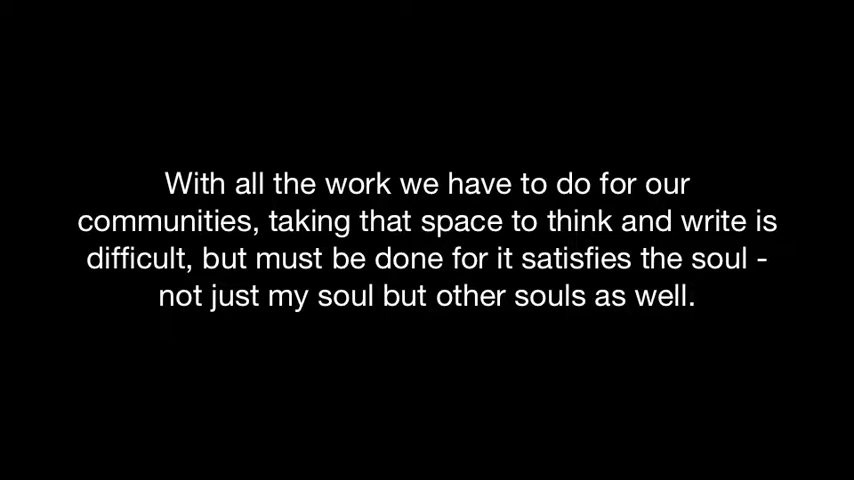 With all the work we have to do for our
communities, taking that space to think and write is
difficult, but must be done for it satisfies the soul -
not just my soul but other souls as well.